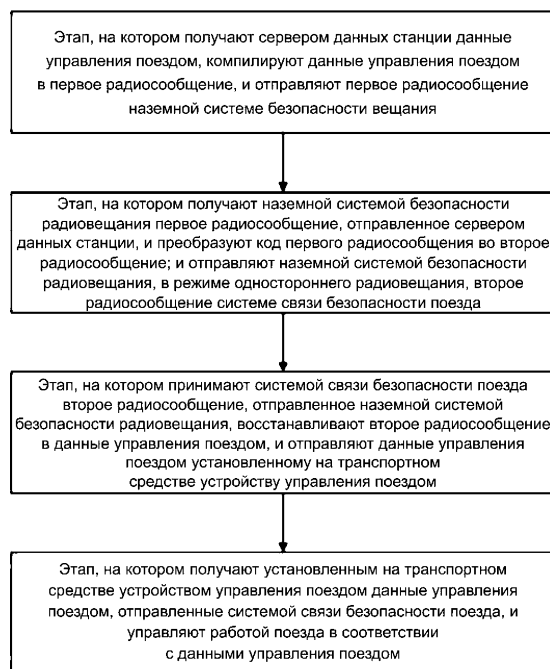 Этап, на котором получают сервером данных станции данные
управления поездом, компилируют данные управления поездом
в первое радиосообщение, и отправляют первое радиосообщение
наземной системе безопасности вещания
Этап, на котором получают наземной системой безопасности
радиовещания первое радиосообщение, отправленное сервером
данных станции, и преобразуют код первого радиосообщения во второе
радиосообщение; и отправляют наземной системой безопасности
радиовещания, в режиме одностороннего радиовещания, второе
радиосообщение системе связи безопасности поезда
Этап, на котором принимают системой связи безопасности поезда
второе радиосообщение, отправленное наземной системой
безопасности радиовещания, восстанавливают второе радиосообщение
в данные управления поездом, и отправляют данные управления
поездом установленному на транспортном
средстве устройству управления поездом
Этап, на котором получают установленным на транспортном
средстве устройством управления поездом данные управления
поездом, отправленные системой связи безопасности поезда, и
управляют работой поезда в соответствии
с данными управления поездом